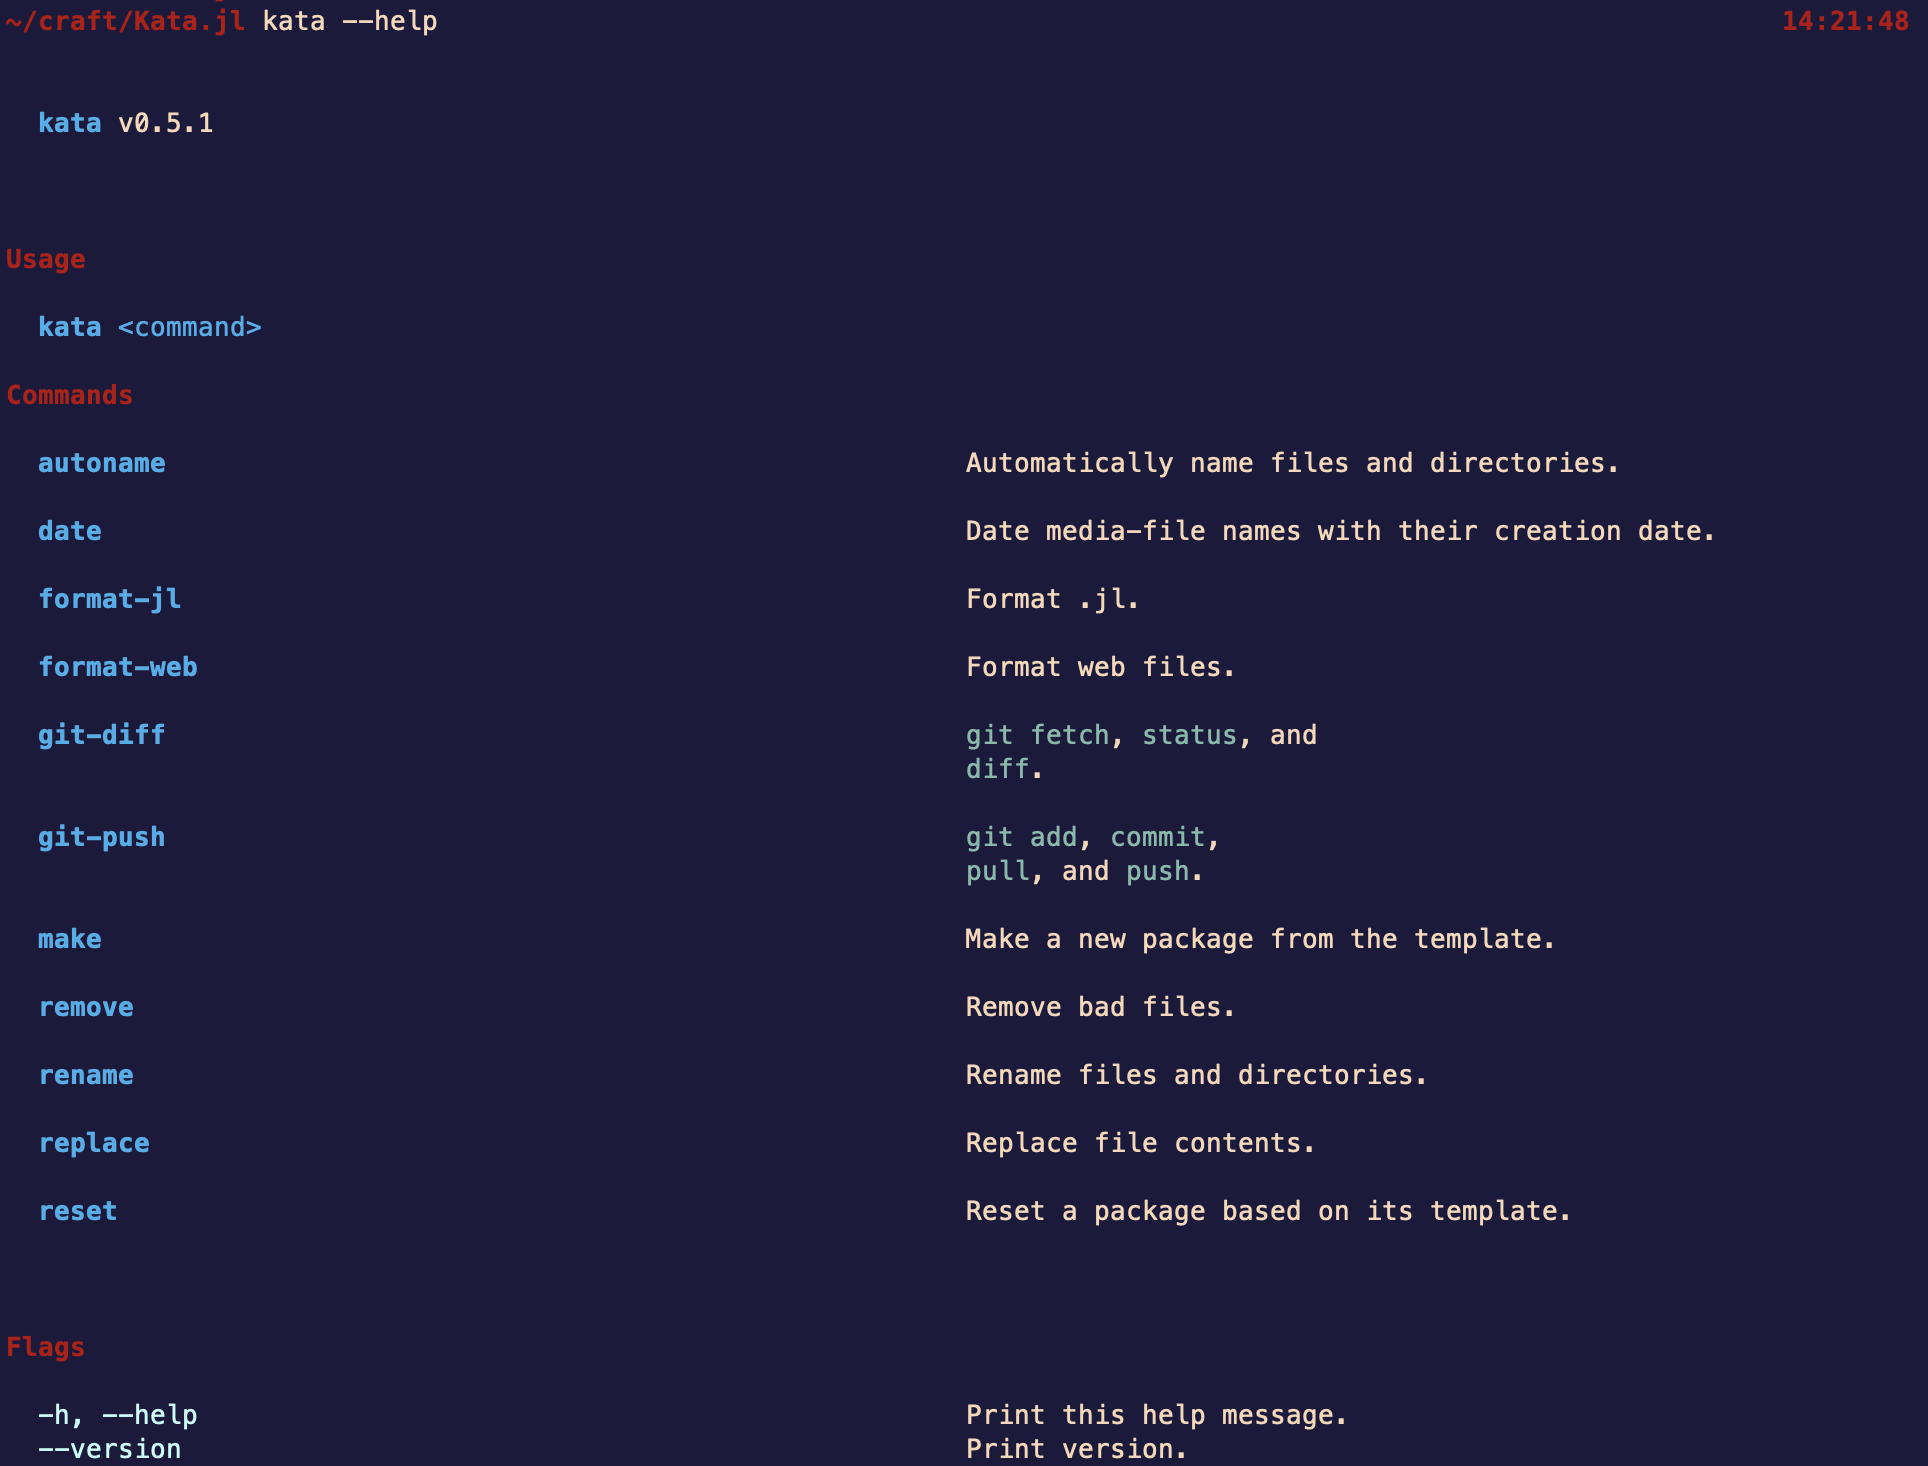 ~/craft/Kata.jl kata --help 14:21:48
kata v0.5.1
Usage
kata <command>
Commands
autoname Automatically name files and directories.
date Date media-file names with their creation date.
format-jl Format .jl.
format-web Format web files.
git-diff git fetch, status, and
diff.
git-push git add, commit,
pull, and push.
make Make a new package from the template.
remove Remove bad files.
rename Rename files and directories.
replace Replace file contents.
reset Reset a package based on its template.
Flags
-h, --help Print this help message.
--version Print version.